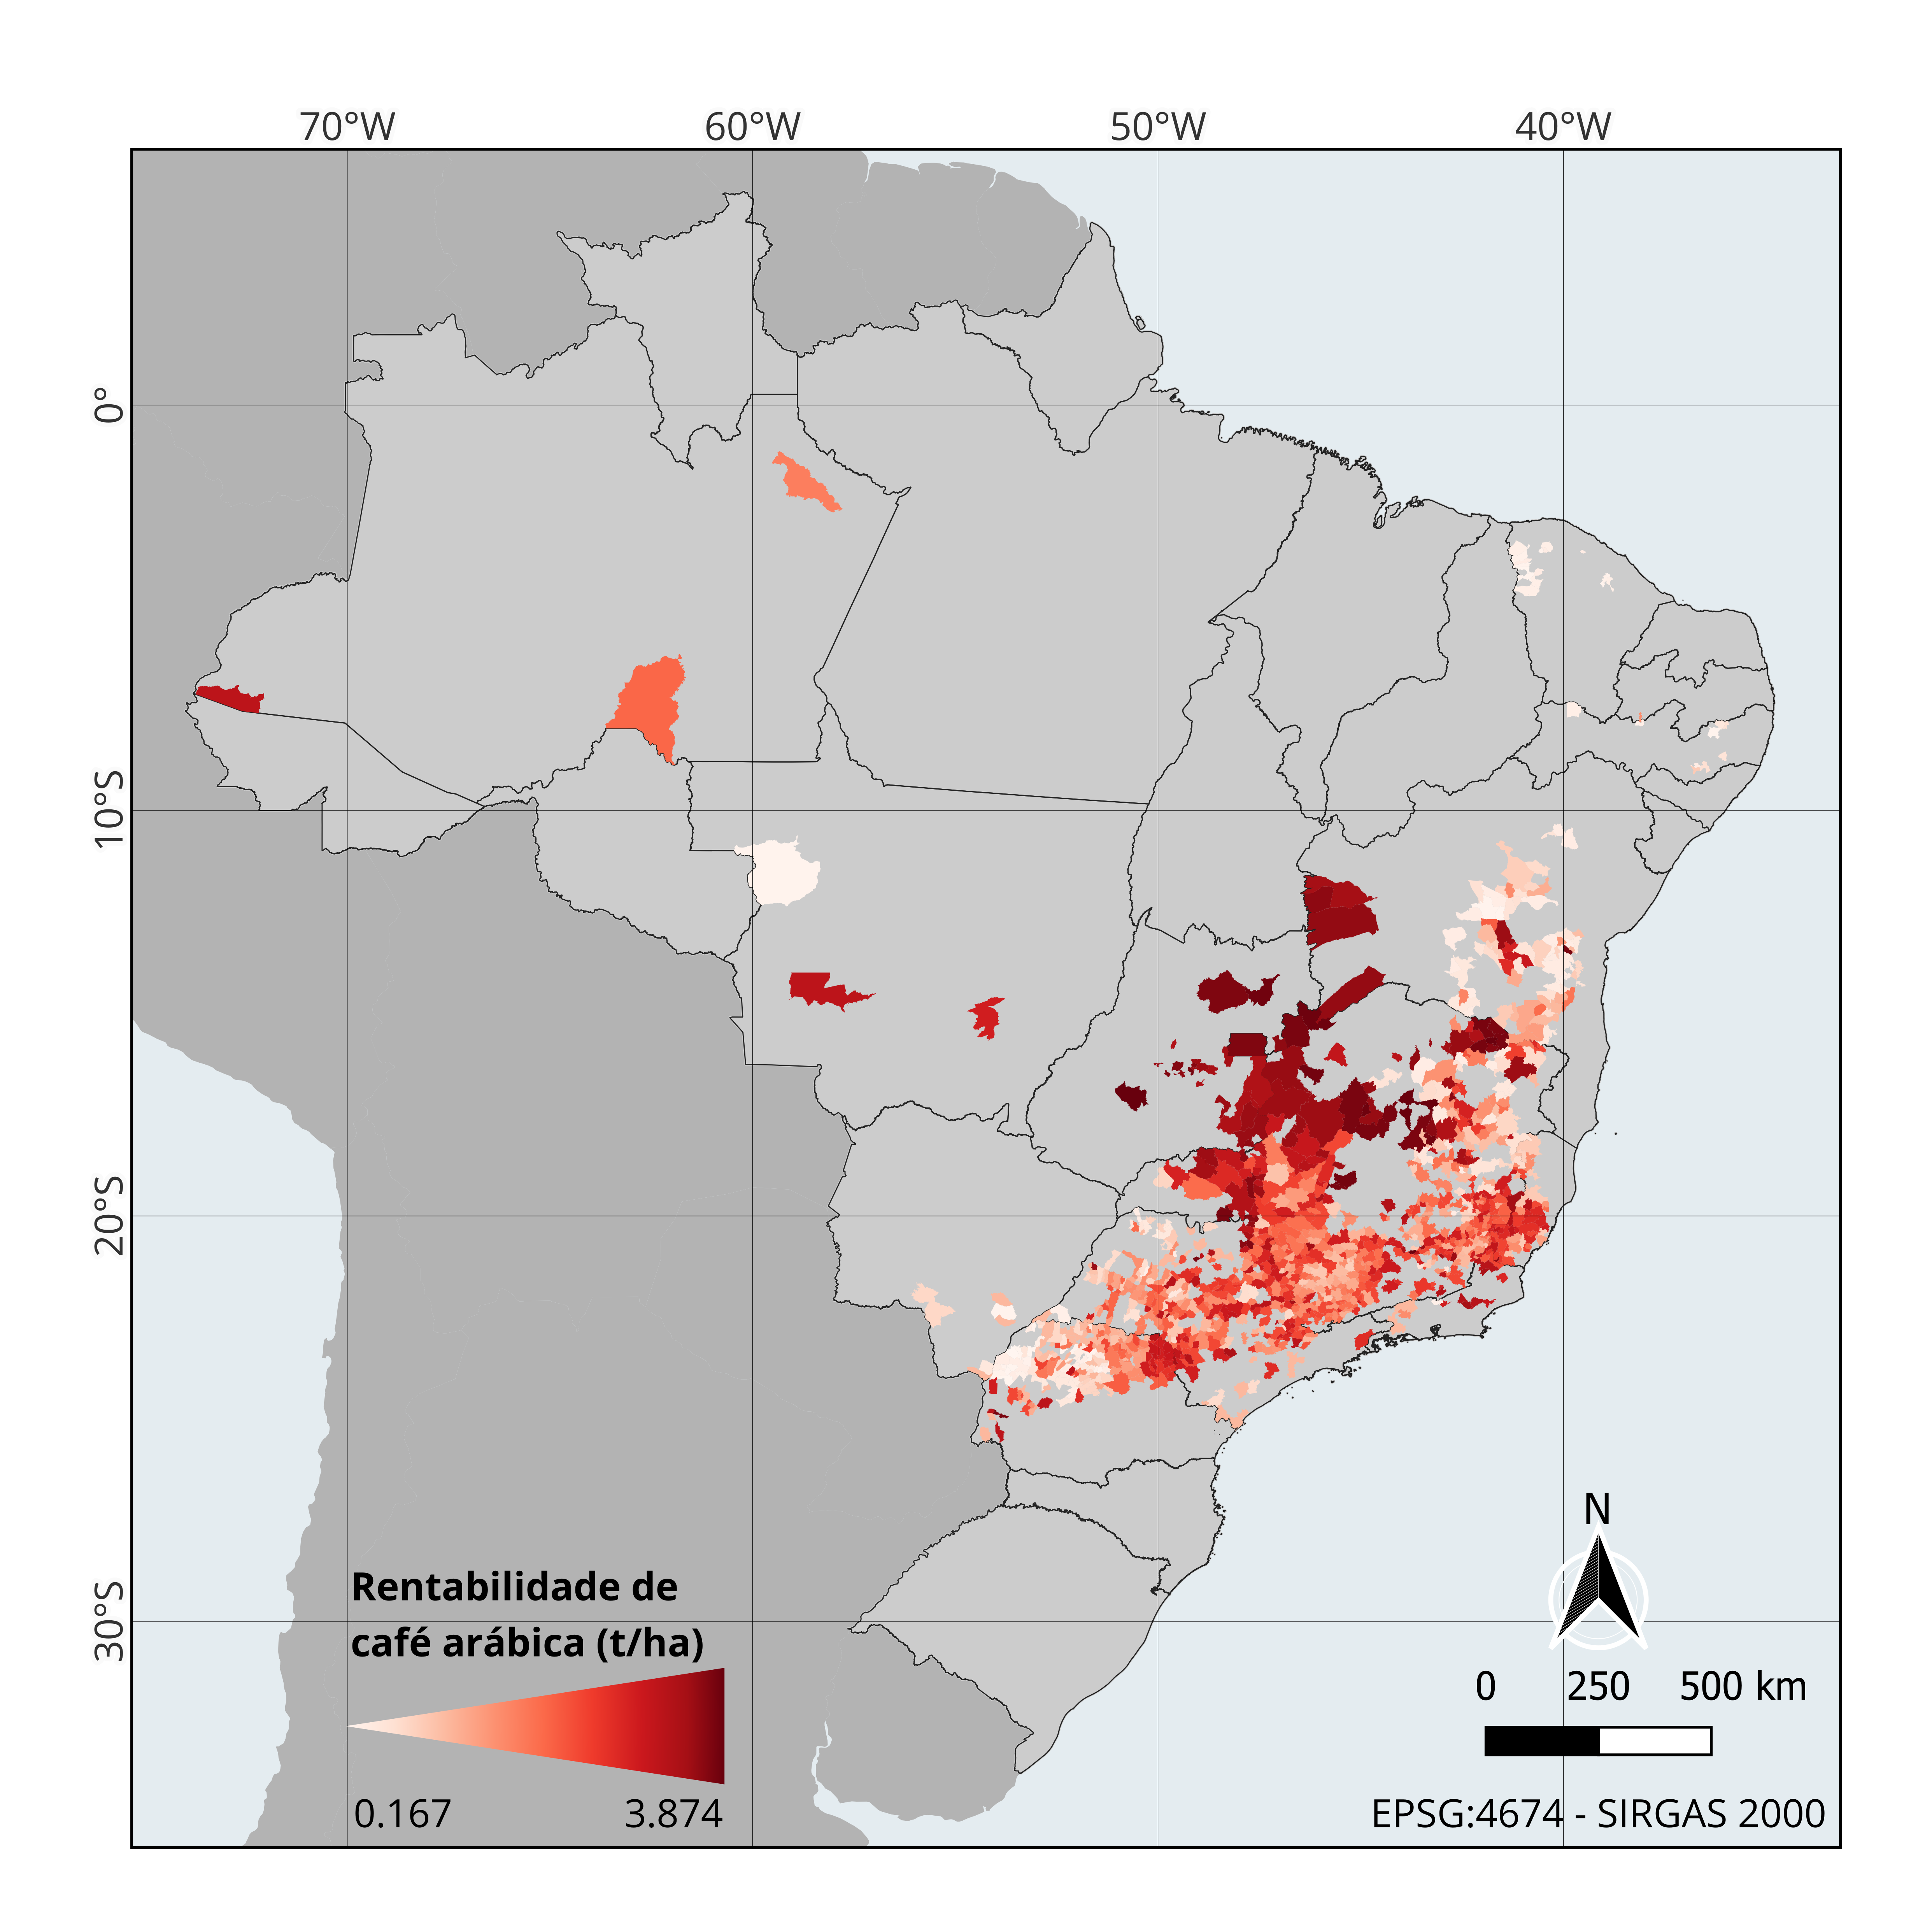 70°W 60°W 50°W 40°W
0°
10°S
20°S
30°S
N
Rentabilidade de
café arábica (t/ha)
0.167 3.874
0 250 500 km
EPSG:4674 - SIRGAS 2000